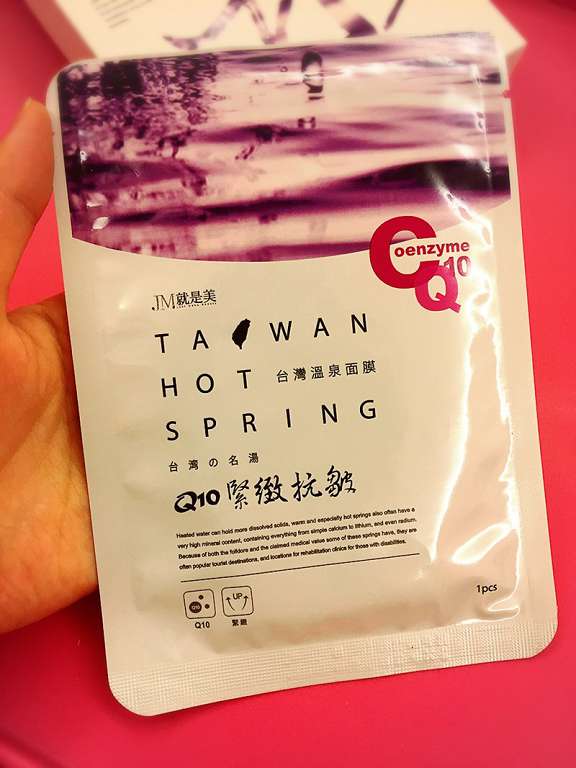 Coenzyme
Q10
JM就是美
TAIWAN
HOT 台灣溫泉面膜
SPRING
台灣の名湯
Q10 緊緻抗皺
Heated water can hold more dissolved solids, warm and especially hot springs also often have a
very high mineral content, containing everything from simple calcium to lithium, and even radium.
Because of both the folklore and the claimed medical value some of these springs have, they are
often popular tourist destinations, and locations for rehabilitation clinics for those with disabilities.
Q10 UP
Q10 緊緻
1pcs